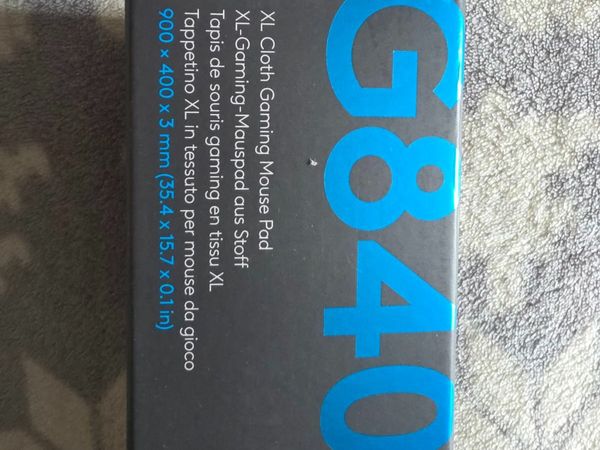 G840
XL Cloth Gaming Mouse Pad
XL-Gaming-Mauspad aus Stoff
Tapis de souris gaming en tissu XL
Tappetino XL in tessuto per mouse da gioco
900 x 400 x 3 mm (35.4 x 15.7 x 0.1 in)